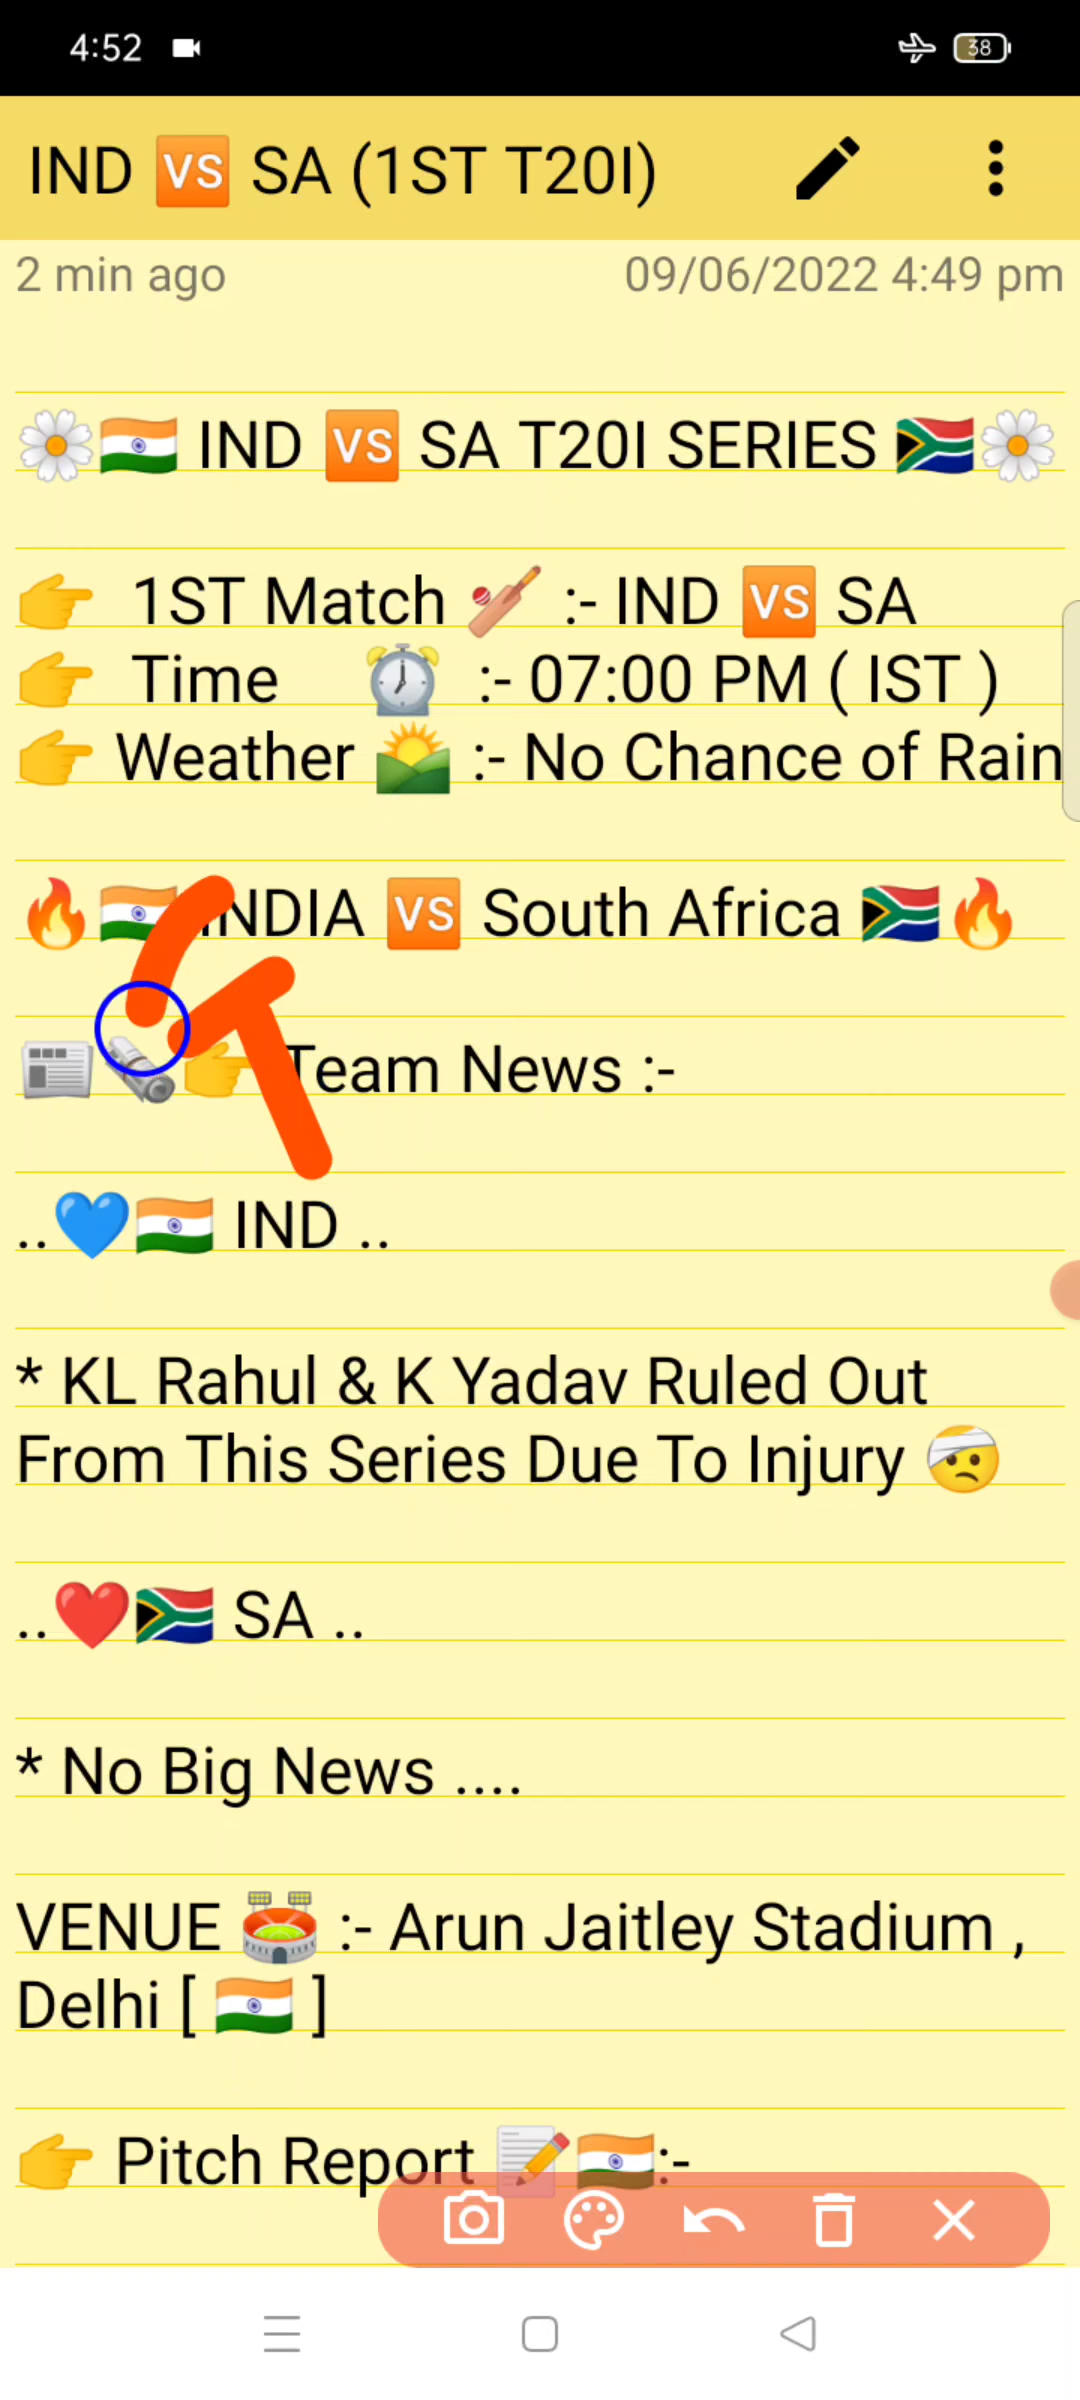 4:52
38
IND VS SA (1ST T20I)
2 min ago 09/06/2022 4:49 pm
IND VS SA T20I SERIES
1ST Match :- IND VS SA
Time :- 07:00 PM ( IST )
Weather :- No Chance of Rain
INDIA VS South Africa
Team News :-
.. IND ..
* KL Rahul & K Yadav Ruled Out
From This Series Due To Injury
.. SA ..
* No Big News ....
VENUE :- Arun Jaitley Stadium ,
Delhi [ ]
Pitch Report :-